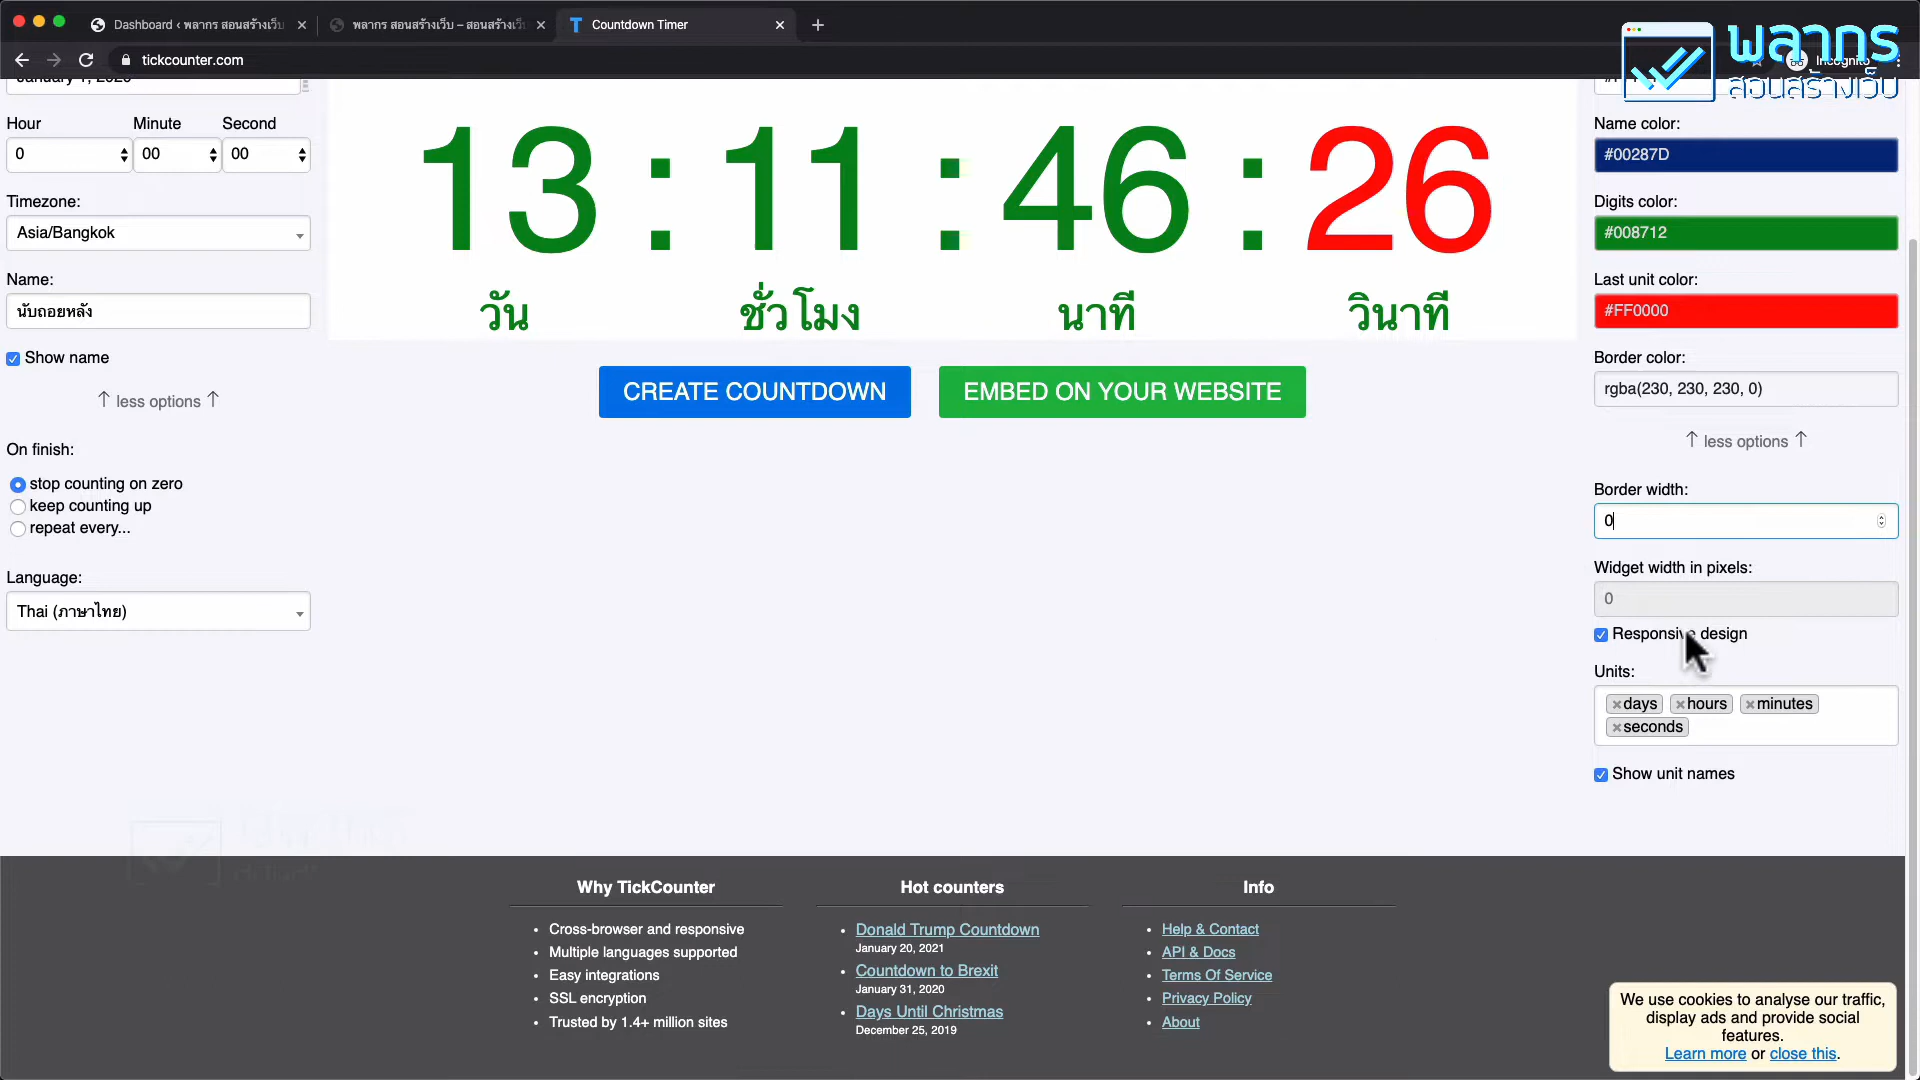 Dashboard ‹ พลากร สอนสร้างเว็บ
พลากร สอนสร้างเว็บ – สอนสร้างเว็บ
Countdown Timer
tickcounter.com
Incognito
พลากร
สอนสร้างเว็บ
January 1, 2020
Hour
Minute
Second
0
00
00
Timezone:
Asia/Bangkok
Name:
นับถอยหลัง
Show name
↑ less options ↑
On finish:
stop counting on zero
keep counting up
repeat every...
Language:
Thai (ภาษาไทย)
13 : 11 : 46 : 26
วัน
ชั่วโมง
นาที
วินาที
CREATE COUNTDOWN
EMBED ON YOUR WEBSITE
Name color:
#00287D
Digits color:
#008712
Last unit color:
#FF0000
Border color:
rgba(230, 230, 230, 0)
↑ less options ↑
Border width:
0
Widget width in pixels:
0
Responsive design
Units:
×days ×hours ×minutes
×seconds
Show unit names
Why TickCounter
Cross-browser and responsive
Multiple languages supported
Easy integrations
SSL encryption
Trusted by 1.4+ million sites
Hot counters
Donald Trump Countdown
January 20, 2021
Countdown to Brexit
January 31, 2020
Days Until Christmas
December 25, 2019
Info
Help & Contact
API & Docs
Terms Of Service
Privacy Policy
About
We use cookies to analyse our traffic,
display ads and provide social
features.
Learn more or close this.